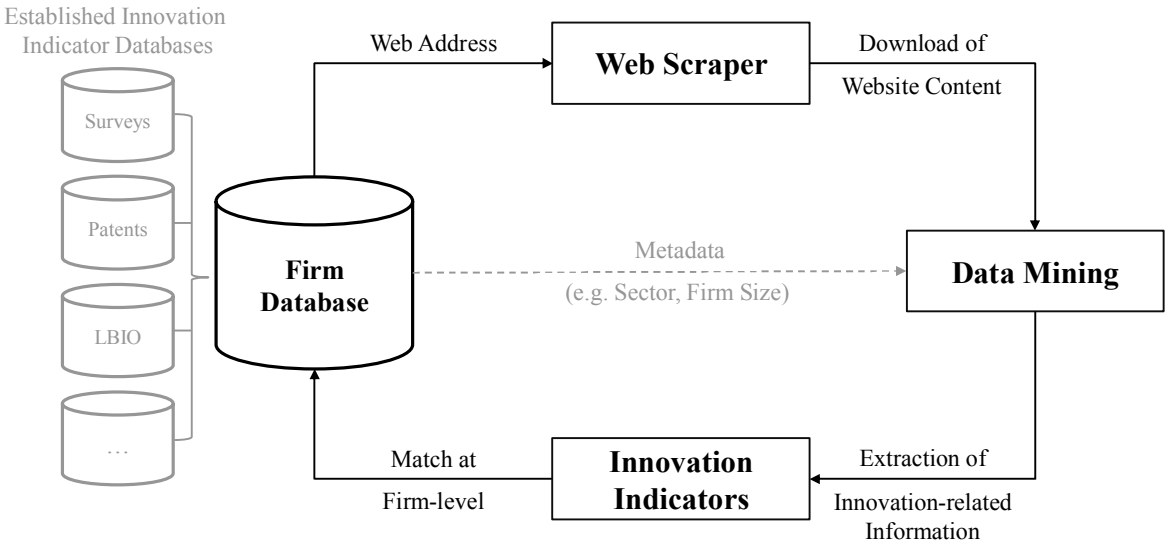 Established Innovation
Indicator Databases
Surveys
Patents
LBIO
...
Firm
Database
Web Address
Web Scraper
Download of
Website Content
Metadata
(e.g. Sector, Firm Size)
Data Mining
Extraction of
Innovation-related
Information
Innovation
Indicators
Match at
Firm-level